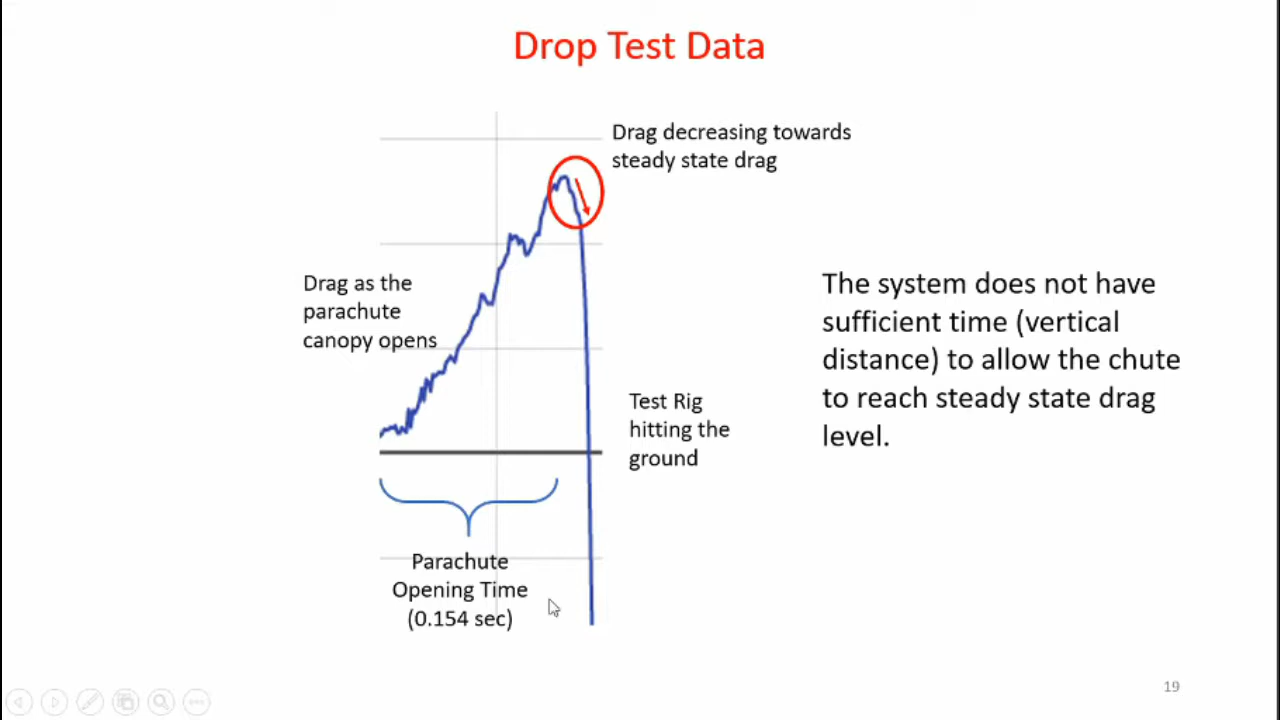 Drop Test Data
Drag decreasing towards
steady state drag
Drag as the
parachute
canopy opens
The system does not have
sufficient time (vertical
distance) to allow the chute
to reach steady state drag
level.
Test Rig
hitting the
ground
Parachute
Opening Time
(0.154 sec)
19